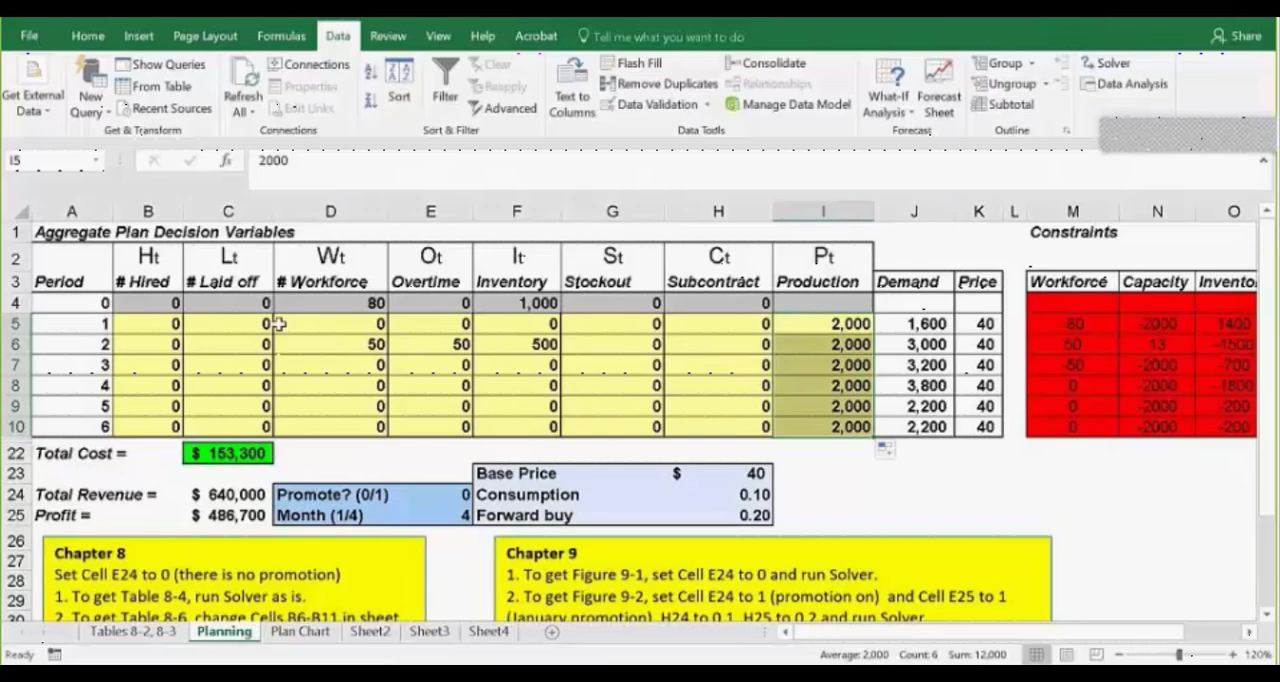 File Home Insert Page Layout Formulas Data Review View Help Acrobat Tell me what you want to do Share
Get External Data
New Query
Show Queries
From Table
Recent Sources
Get & Transform
Refresh All
Connections
Properties
Edit Links
Connections
Sort
Filter
Clear
Reapply
Advanced
Sort & Filter
Text to Columns
Flash Fill
Remove Duplicates
Data Validation
Consolidate
Relationships
Manage Data Model
Data Tools
What-If Analysis
Forecast Sheet
Forecast
Group
Ungroup
Subtotal
Outline
Solver
Data Analysis
I5 fx 2000
A B C D E F G H I J K L M N O
1 Aggregate Plan Decision Variables Constraints
2 Ht Lt Wt Ot It St Ct Pt
3 Period # Hired # Laid off # Workforce Overtime Inventory Stockout Subcontract Production Demand Price Workforce Capacity Invento
4 0 0 0 80 0 1,000 0 0
5 1 0 0 0 0 0 0 0 2,000 1,600 40 -80 -2000 1400
6 2 0 0 50 50 500 0 0 2,000 3,000 40 50 13 -1500
7 3 0 0 0 0 0 0 0 2,000 3,200 40 -50 -2000 -700
8 4 0 0 0 0 0 0 0 2,000 3,800 40 0 -2000 -1800
9 5 0 0 0 0 0 0 0 2,000 2,200 40 0 -2000 -200
10 6 0 0 0 0 0 0 0 2,000 2,200 40 0 -2000 -200
22 Total Cost = $ 153,300
23 Base Price $ 40
24 Total Revenue = $ 640,000 Promote? (0/1) 0 Consumption 0.10
25 Profit = $ 486,700 Month (1/4) 4 Forward buy 0.20
26
27
28
29
30
Chapter 8
Set Cell E24 to 0 (there is no promotion)
1. To get Table 8-4, run Solver as is.
2. To get Table 8-6, change Cells B6-B11 in sheet
Chapter 9
1. To get Figure 9-1, set Cell E24 to 0 and run Solver.
2. To get Figure 9-2, set Cell E24 to 1 (promotion on) and Cell E25 to 1
(January promotion), H24 to 0.1, H25 to 0.2 and run Solver.
Tables 8-2, 8-3 Planning Plan Chart Sheet2 Sheet3 Sheet4
Ready Average: 2,000 Count: 6 Sum: 12,000 120%